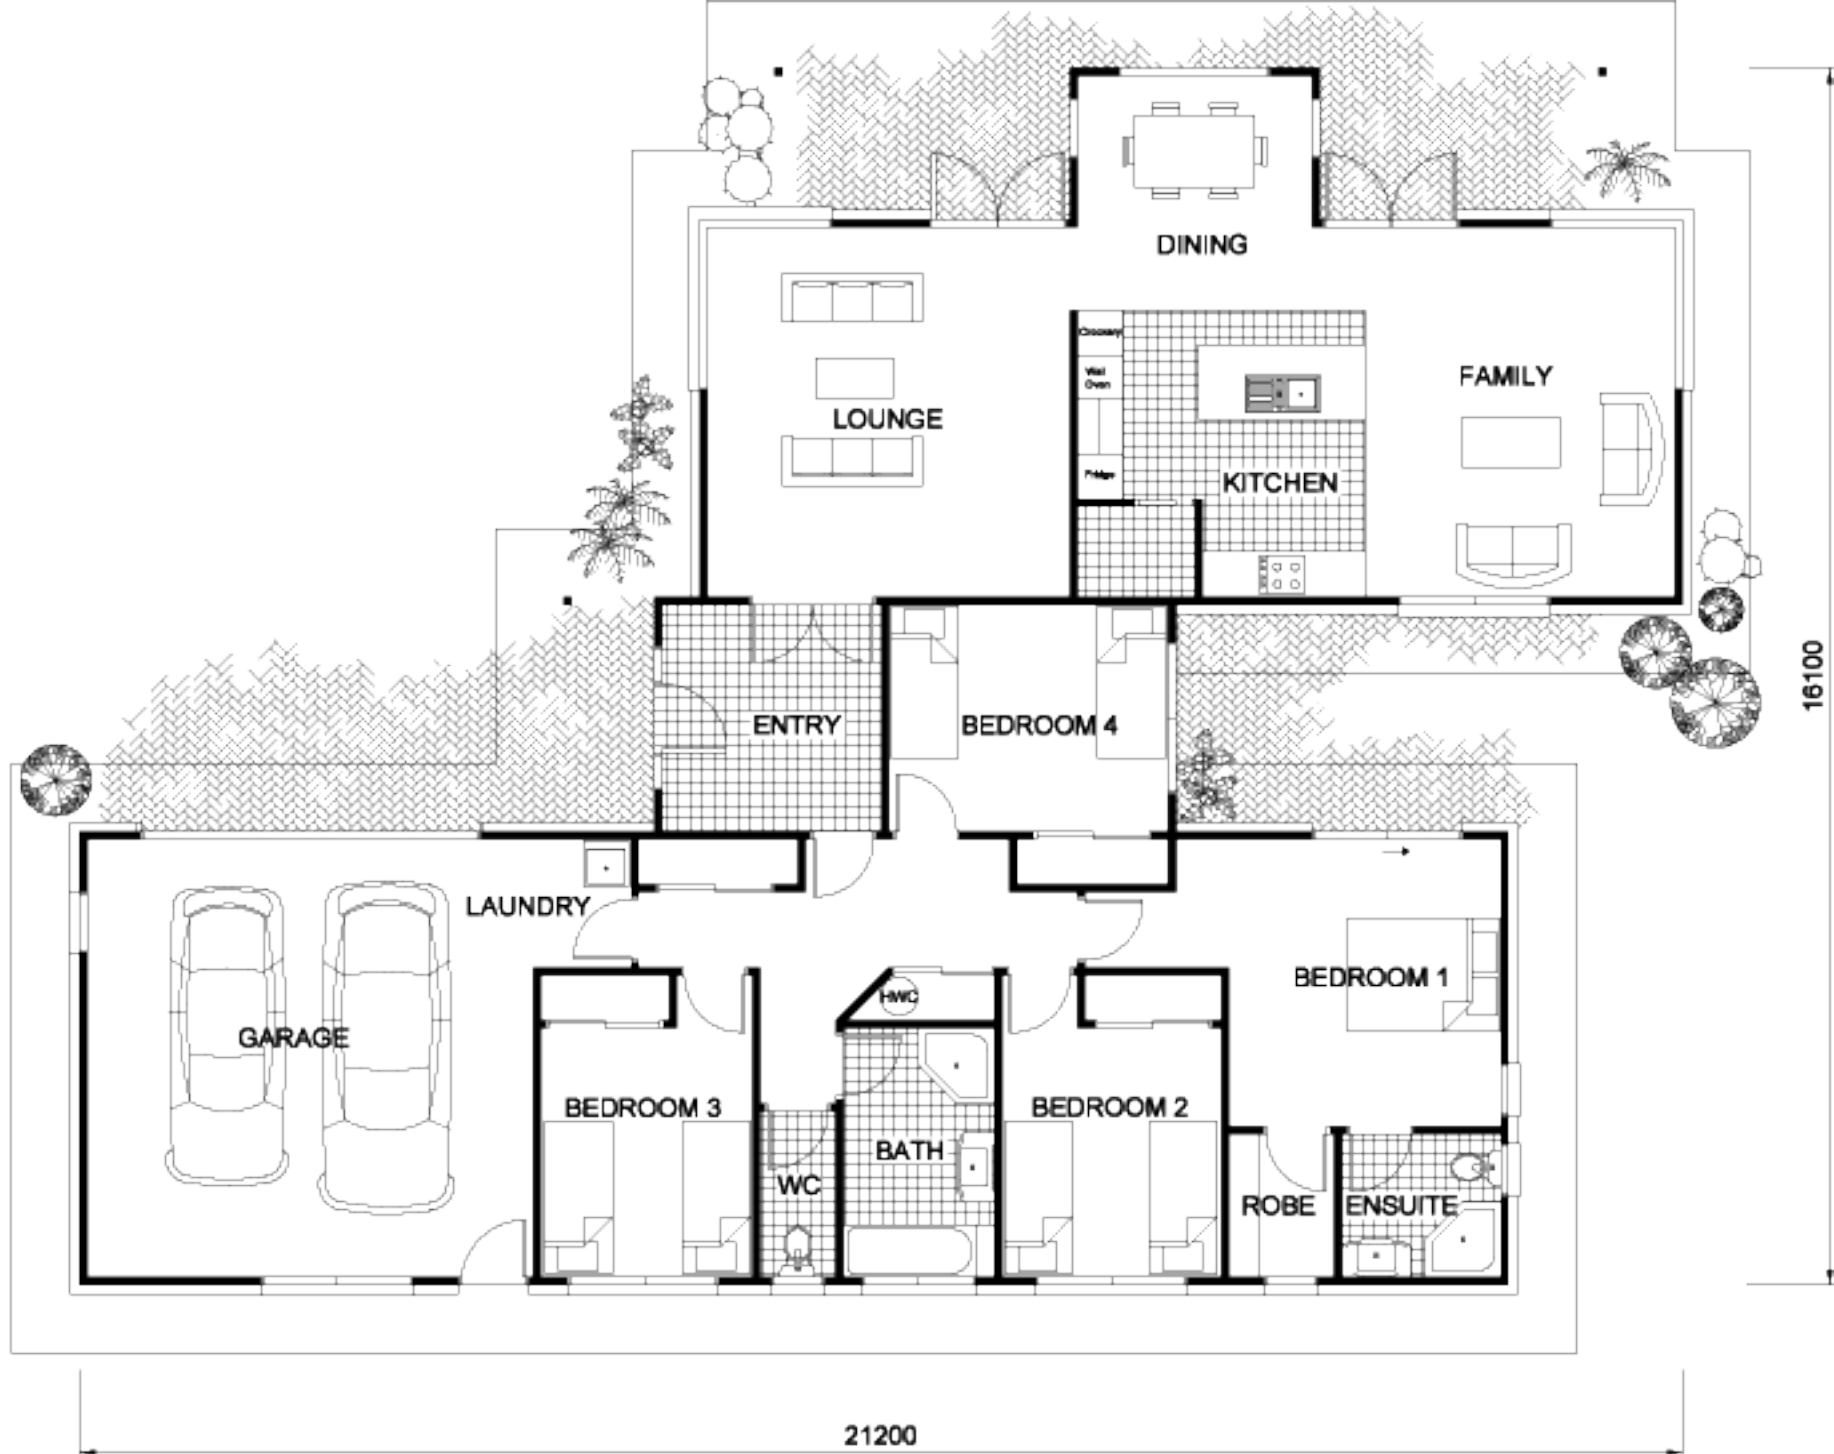 DINING
Crockery
Wall
Oven
FAMILY
LOUNGE
Fridge
KITCHEN
16100
ENTRY
BEDROOM 4
LAUNDRY
BEDROOM 1
HWC
GARAGE
BEDROOM 3
BEDROOM 2
BATH
WC
ROBE
ENSUITE
21200